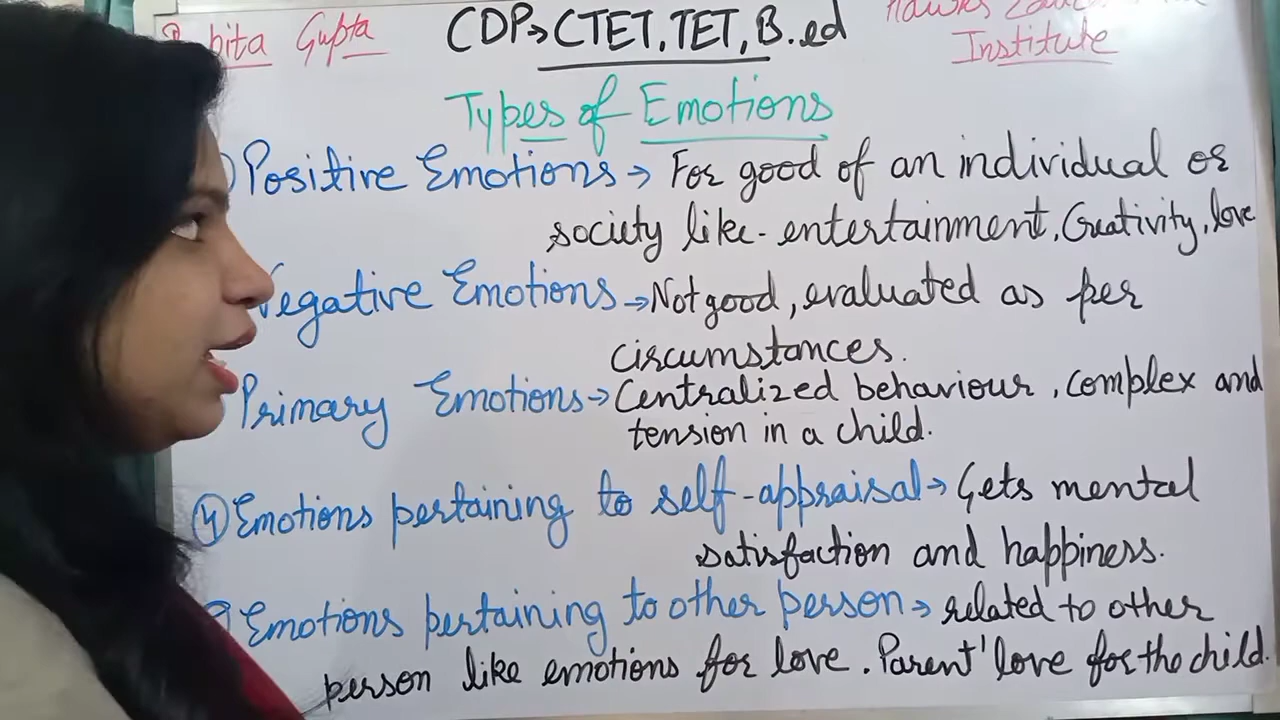 Gupta
CDP→ CTET, TET, B.ed
Institute
Types of Emotions
Positive Emotions → For good of an individual or
society like - entertainment, Creativity, love
Negative Emotions → Not good, evaluated as per
circumstances.
Primary Emotions → Centralized behaviour, complex and
tension in a child.
4) Emotions pertaining to self-appraisal → Gets mental
satisfaction and happiness.
Emotions pertaining to other person → related to other
person like emotions for love. Parent' love for the child.